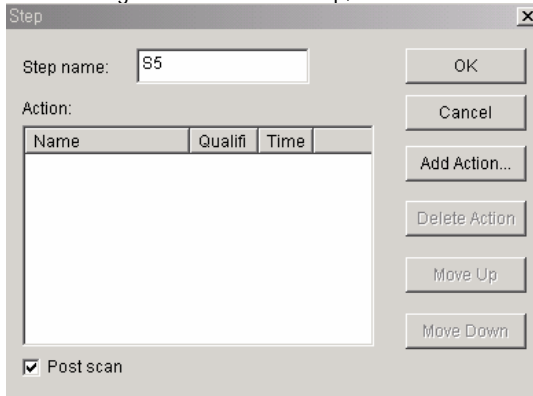 Step
Step name: S5
OK
Action:
Cancel
Name Qualifi Time
Add Action...
Delete Action
Move Up
Move Down
Post scan